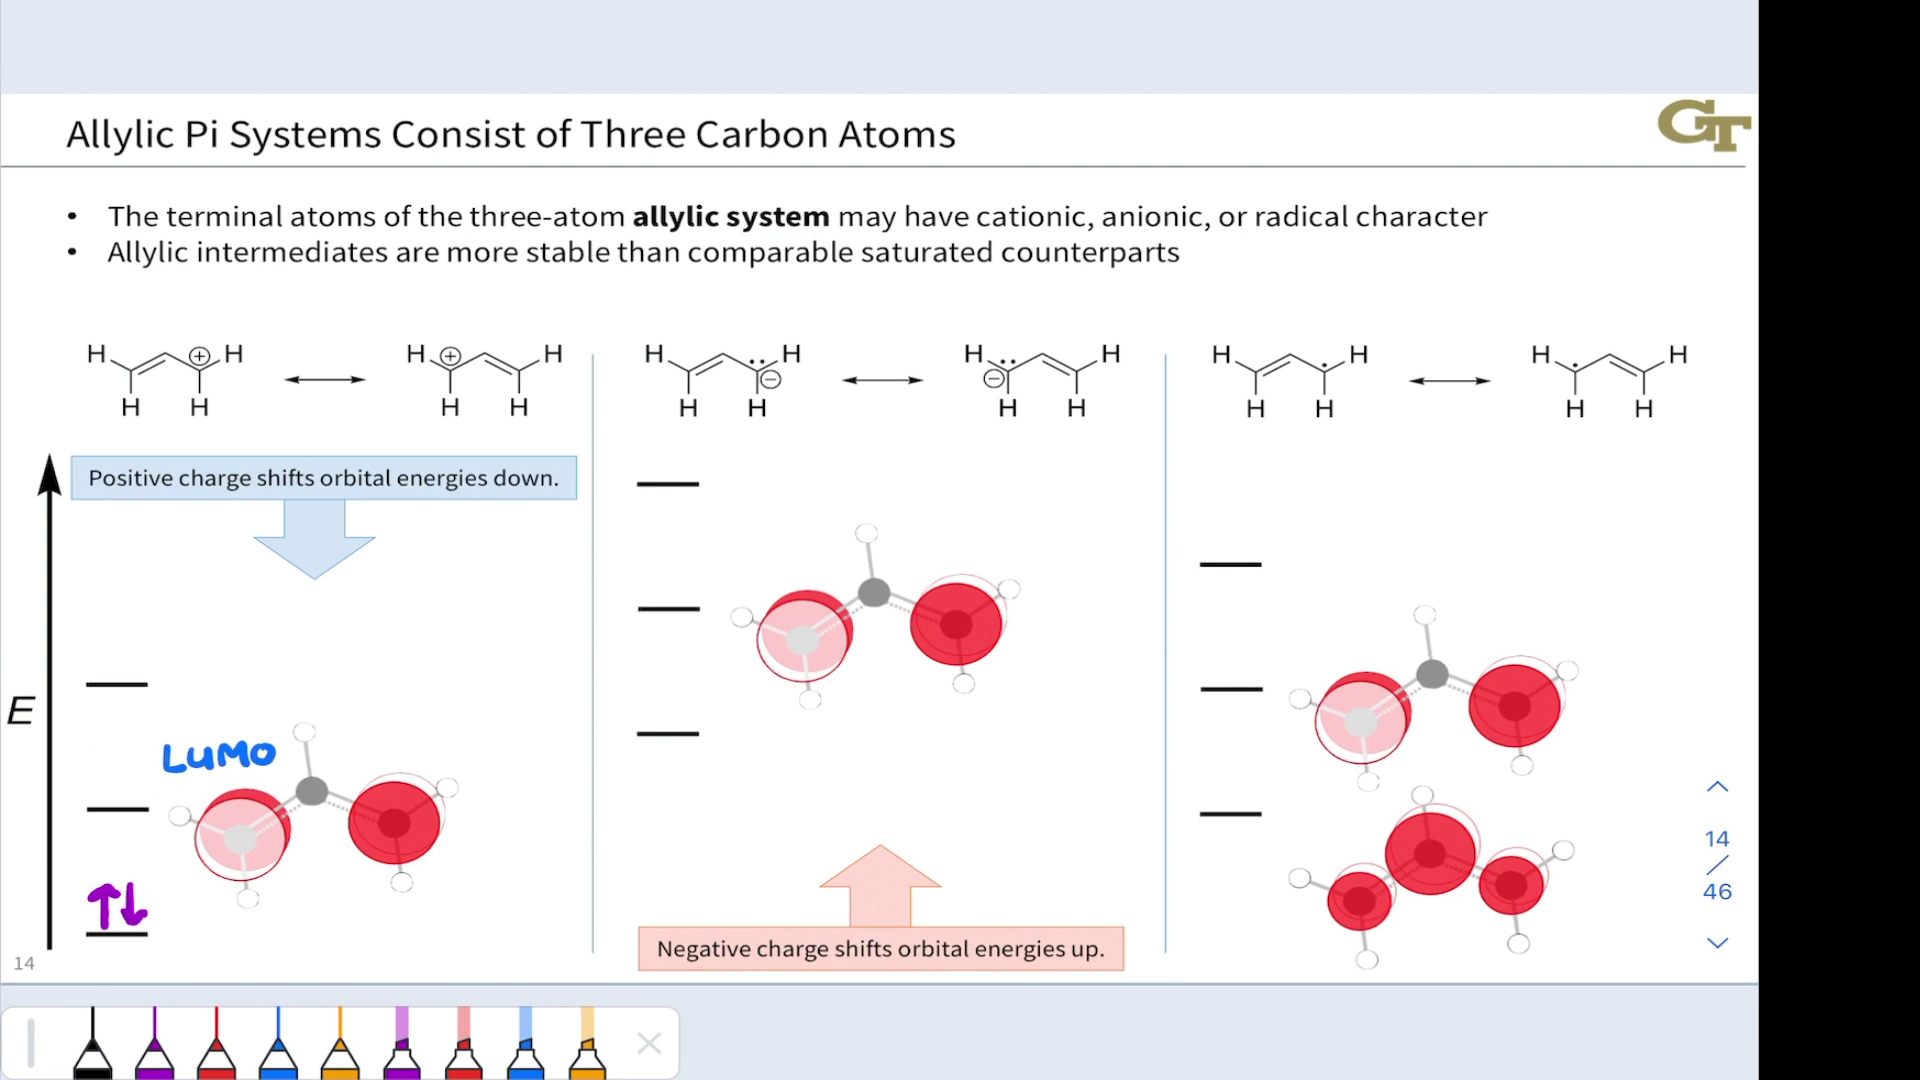 Allylic Pi Systems Consist of Three Carbon Atoms
GT
• The terminal atoms of the three-atom allylic system may have cationic, anionic, or radical character
• Allylic intermediates are more stable than comparable saturated counterparts
H ⊕ H H ⊕ H
H H H H
H ·· H H ·· H
⊖ ⊖
H H H H
H · H H · H
H H H H
Positive charge shifts orbital energies down.
E
LUMO
↑↓
Negative charge shifts orbital energies up.
14
14
/
46